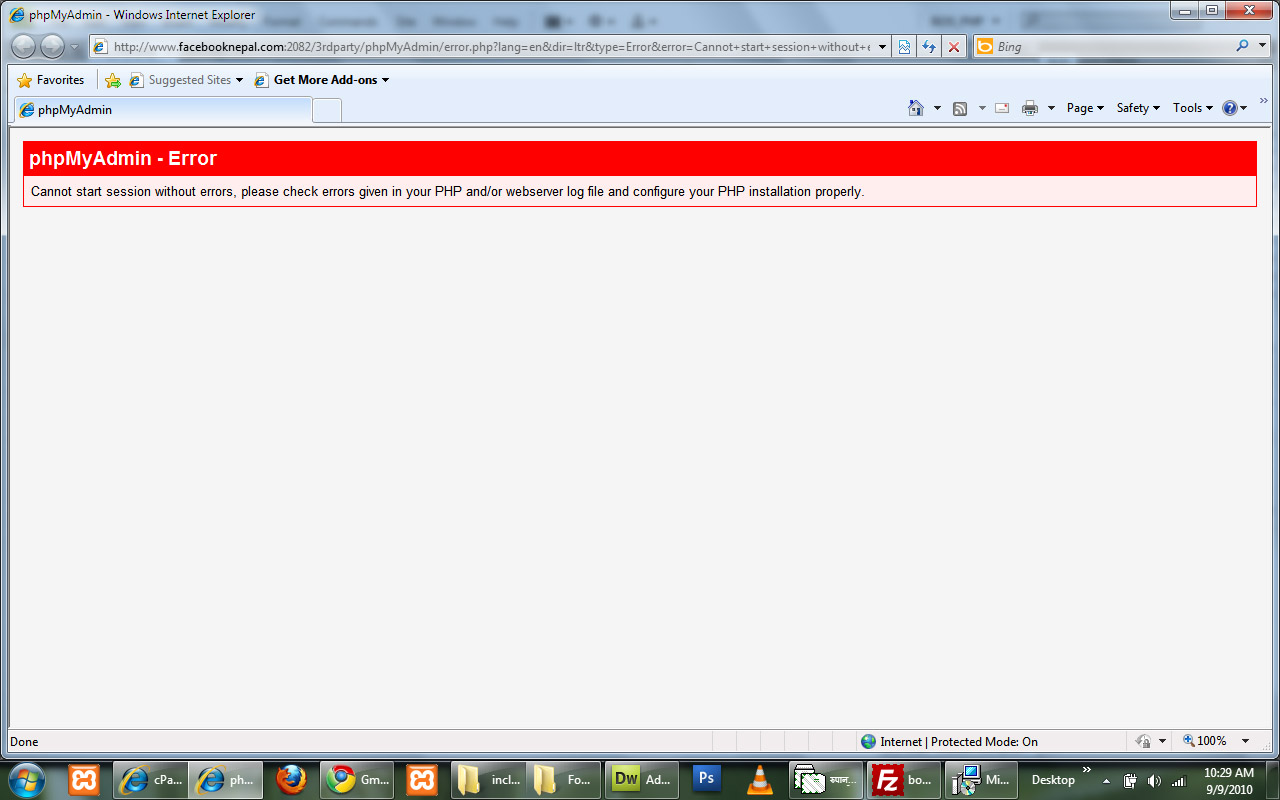 phpMyAdmin - Windows Internet Explorer
http://www.facebooknepal.com:2082/3rdparty/phpMyAdmin/error.php?lang=en&dir=ltr&type=Error&error=Cannot+start+session+without+e
Bing
Favorites
Suggested Sites
Get More Add-ons
phpMyAdmin
Page
Safety
Tools
phpMyAdmin - Error
Cannot start session without errors, please check errors given in your PHP and/or webserver log file and configure your PHP installation properly.
Done
Internet | Protected Mode: On
100%
cPa...
ph...
Gm...
incl...
Fo...
Dw
Ad...
Ps
Fz
bo...
Mi...
Desktop
10:29 AM
9/9/2010